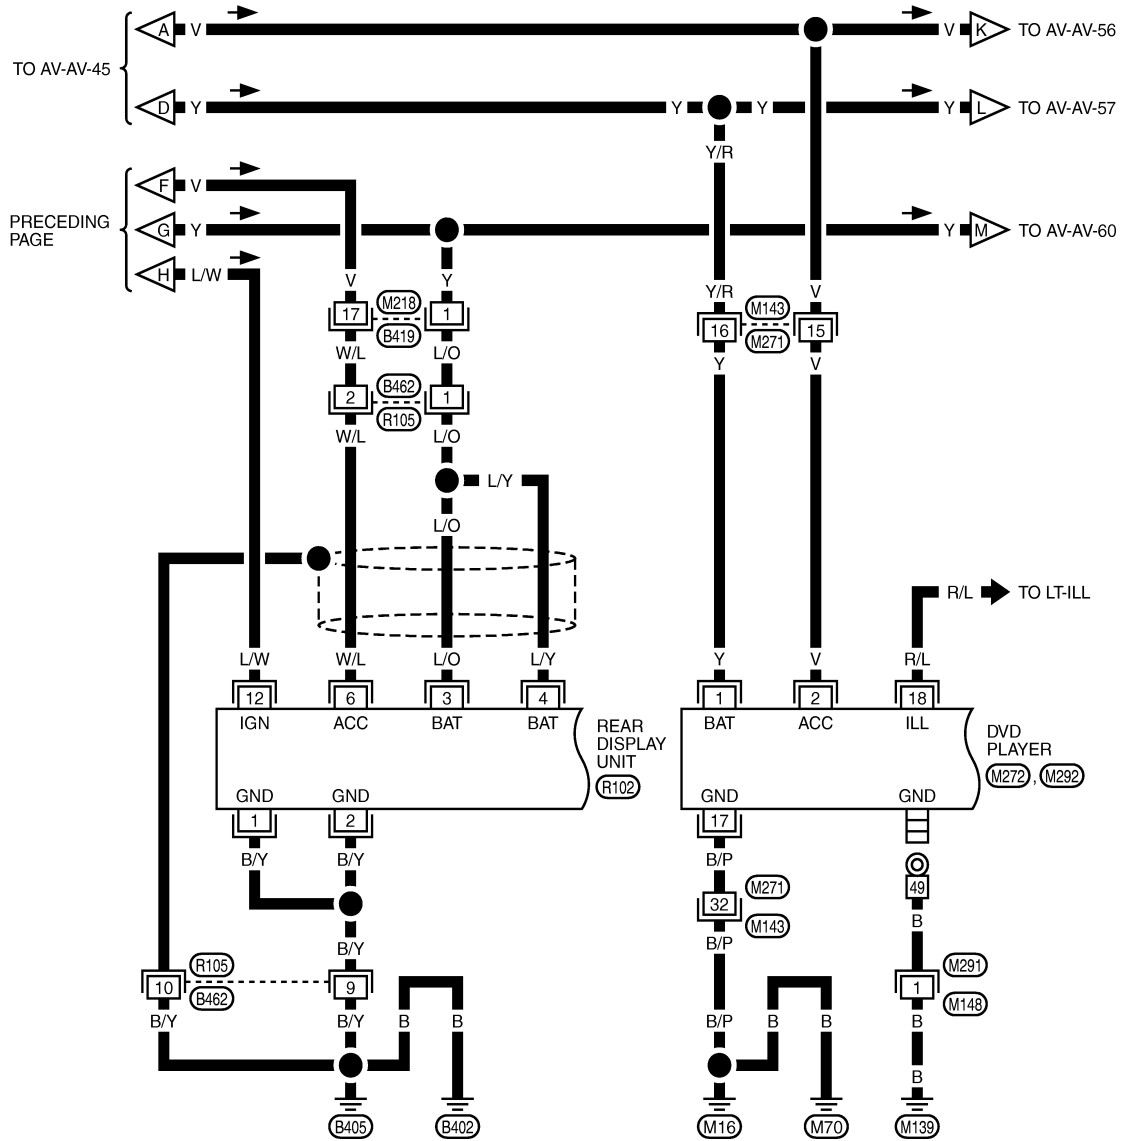 A V V K TO AV-AV-56
TO AV-AV-45
D Y Y Y Y L TO AV-AV-57
Y/R
F V
PRECEDING
PAGE
G Y Y M TO AV-AV-60
H L/W
V Y Y/R V
17 M218 1
B419
16 M143 15
M271
W/L L/O Y V
2 B462 1
R105
W/L L/O
L/Y
L/O
R/L TO LT-ILL
L/W W/L L/O L/Y Y V R/L
12 6 3 4 1 2 18
IGN ACC BAT BAT BAT ACC ILL
REAR
DISPLAY
UNIT
R102
DVD
PLAYER
M272 , M292
GND GND GND GND
1 2 17
B/Y B/Y B/P
49
32 M271
M143
B
B/Y B/P
10 R105 9
B462
1 M291
M148
B/Y B/Y B B B/P B B B
B
B405 B402 M16 M70 M139